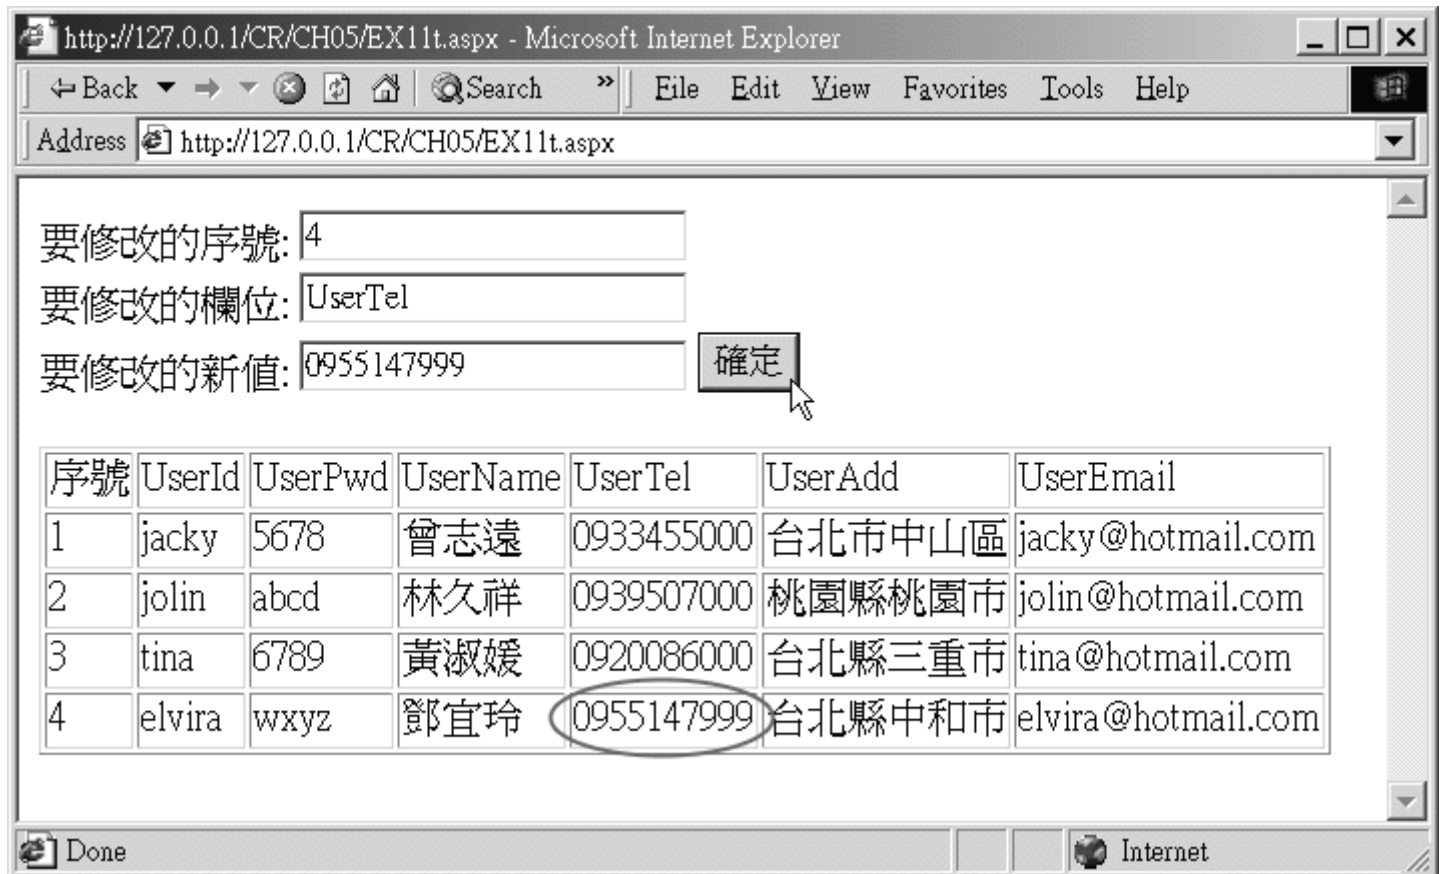 http://127.0.0.1/CR/CH05/EX11t.aspx - Microsoft Internet Explorer
Back Search » Eile Edit View Favorites Tools Help
Address http://127.0.0.1/CR/CH05/EX11t.aspx
要修改的序號: 4
要修改的欄位: UserTel
要修改的新值: 0955147999 確定
序號 UserId UserPwd UserName UserTel UserAdd UserEmail
1 jacky 5678 曾志遠 0933455000 台北市中山區 jacky@hotmail.com
2 jolin abcd 林久祥 0939507000 桃園縣桃園市 jolin@hotmail.com
3 tina 6789 黃淑媛 0920086000 台北縣三重市 tina@hotmail.com
4 elvira wxyz 鄧宜玲 0955147999 台北縣中和市 elvira@hotmail.com
Done Internet